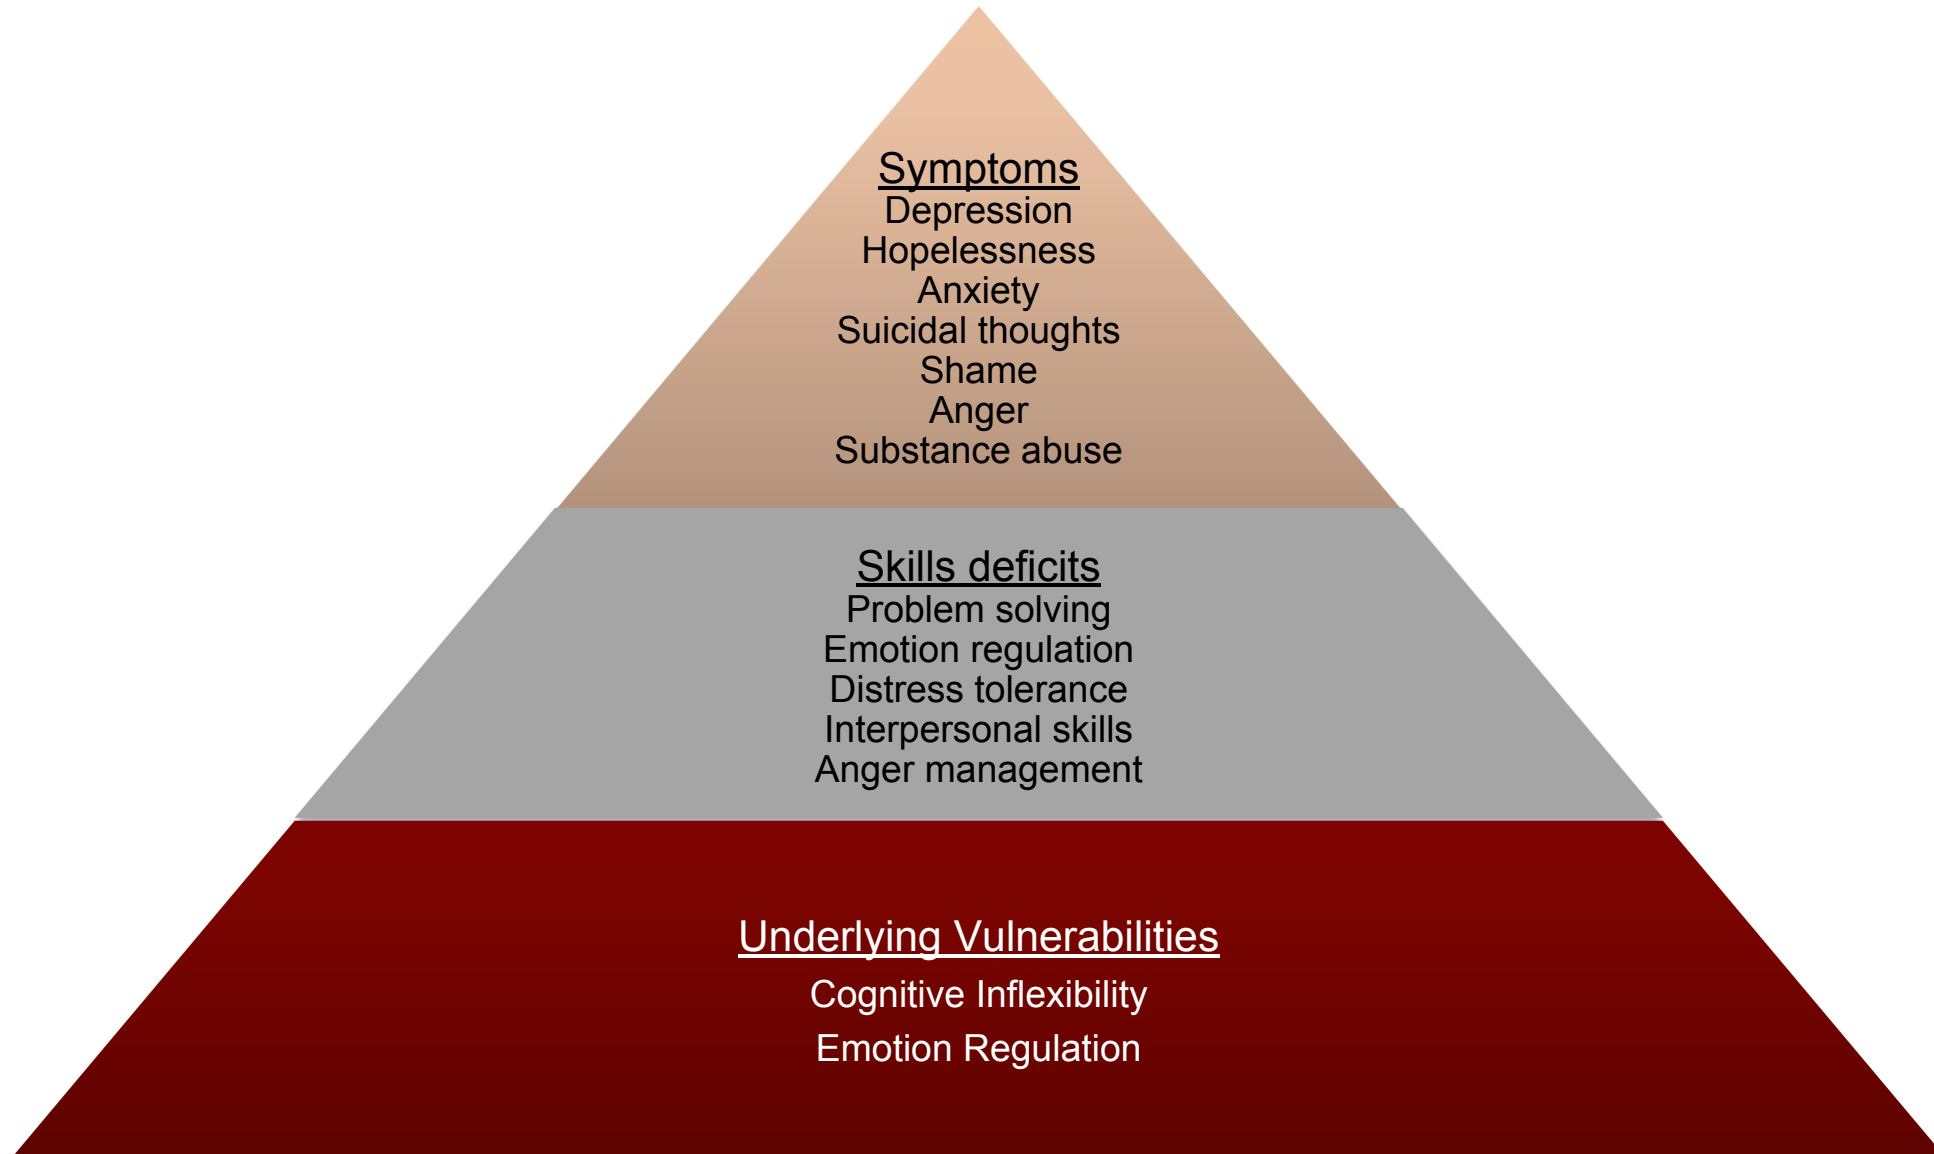 Symptoms
Depression
Hopelessness
Anxiety
Suicidal thoughts
Shame
Anger
Substance abuse
Skills deficits
Problem solving
Emotion regulation
Distress tolerance
Interpersonal skills
Anger management
Underlying Vulnerabilities
Cognitive Inflexibility
Emotion Regulation